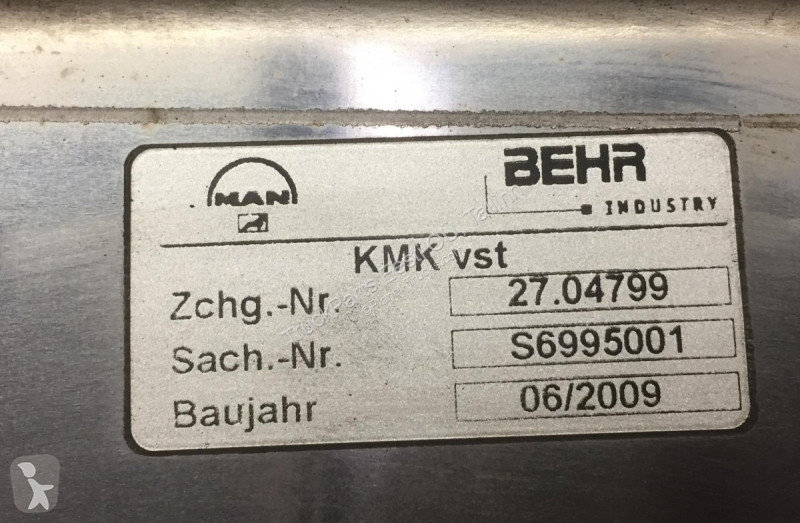 MAN
BEHR
INDUSTRY
KMK vst
Zchg.-Nr. 27.04799
Sach.-Nr. S6995001
Baujahr 06/2009